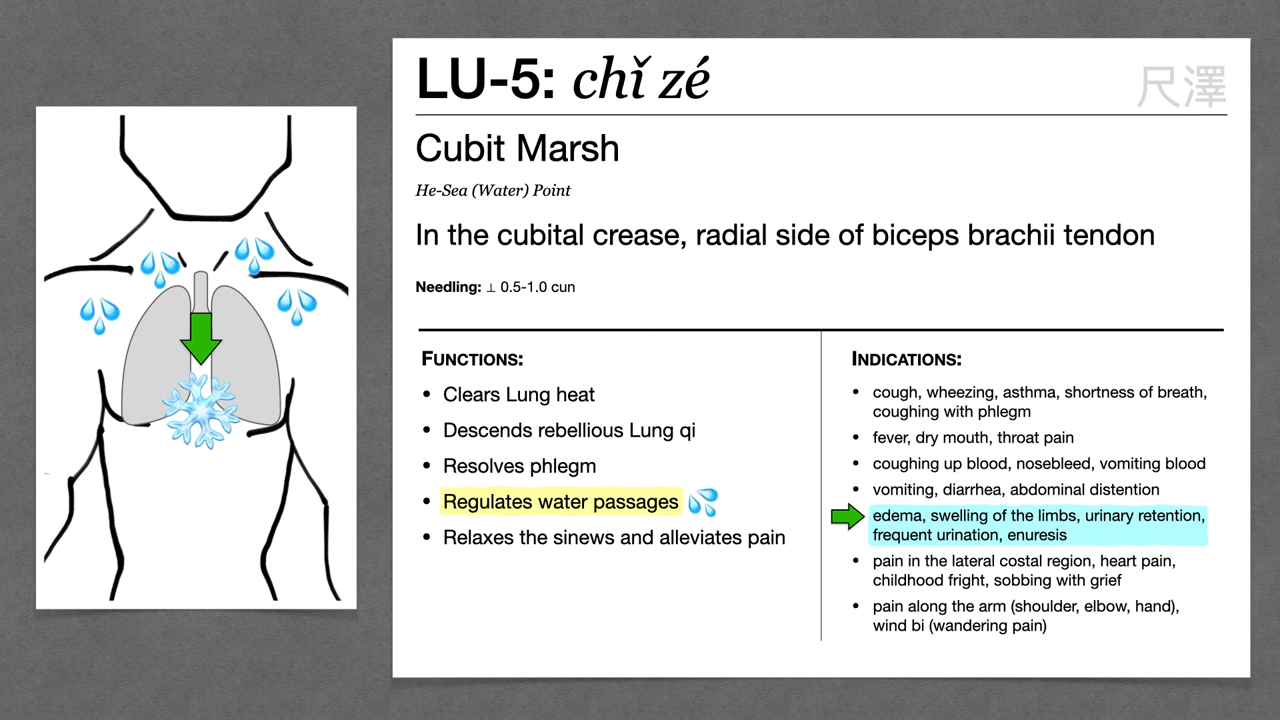 LU-5: chǐ zé
尺澤
Cubit Marsh
He-Sea (Water) Point
In the cubital crease, radial side of biceps brachii tendon
Needling: ⊥ 0.5-1.0 cun
FUNCTIONS:
• Clears Lung heat
• Descends rebellious Lung qi
• Resolves phlegm
• Regulates water passages
• Relaxes the sinews and alleviates pain
INDICATIONS:
• cough, wheezing, asthma, shortness of breath,
coughing with phlegm
• fever, dry mouth, throat pain
• coughing up blood, nosebleed, vomiting blood
• vomiting, diarrhea, abdominal distention
edema, swelling of the limbs, urinary retention,
frequent urination, enuresis
• pain in the lateral costal region, heart pain,
childhood fright, sobbing with grief
• pain along the arm (shoulder, elbow, hand),
wind bi (wandering pain)